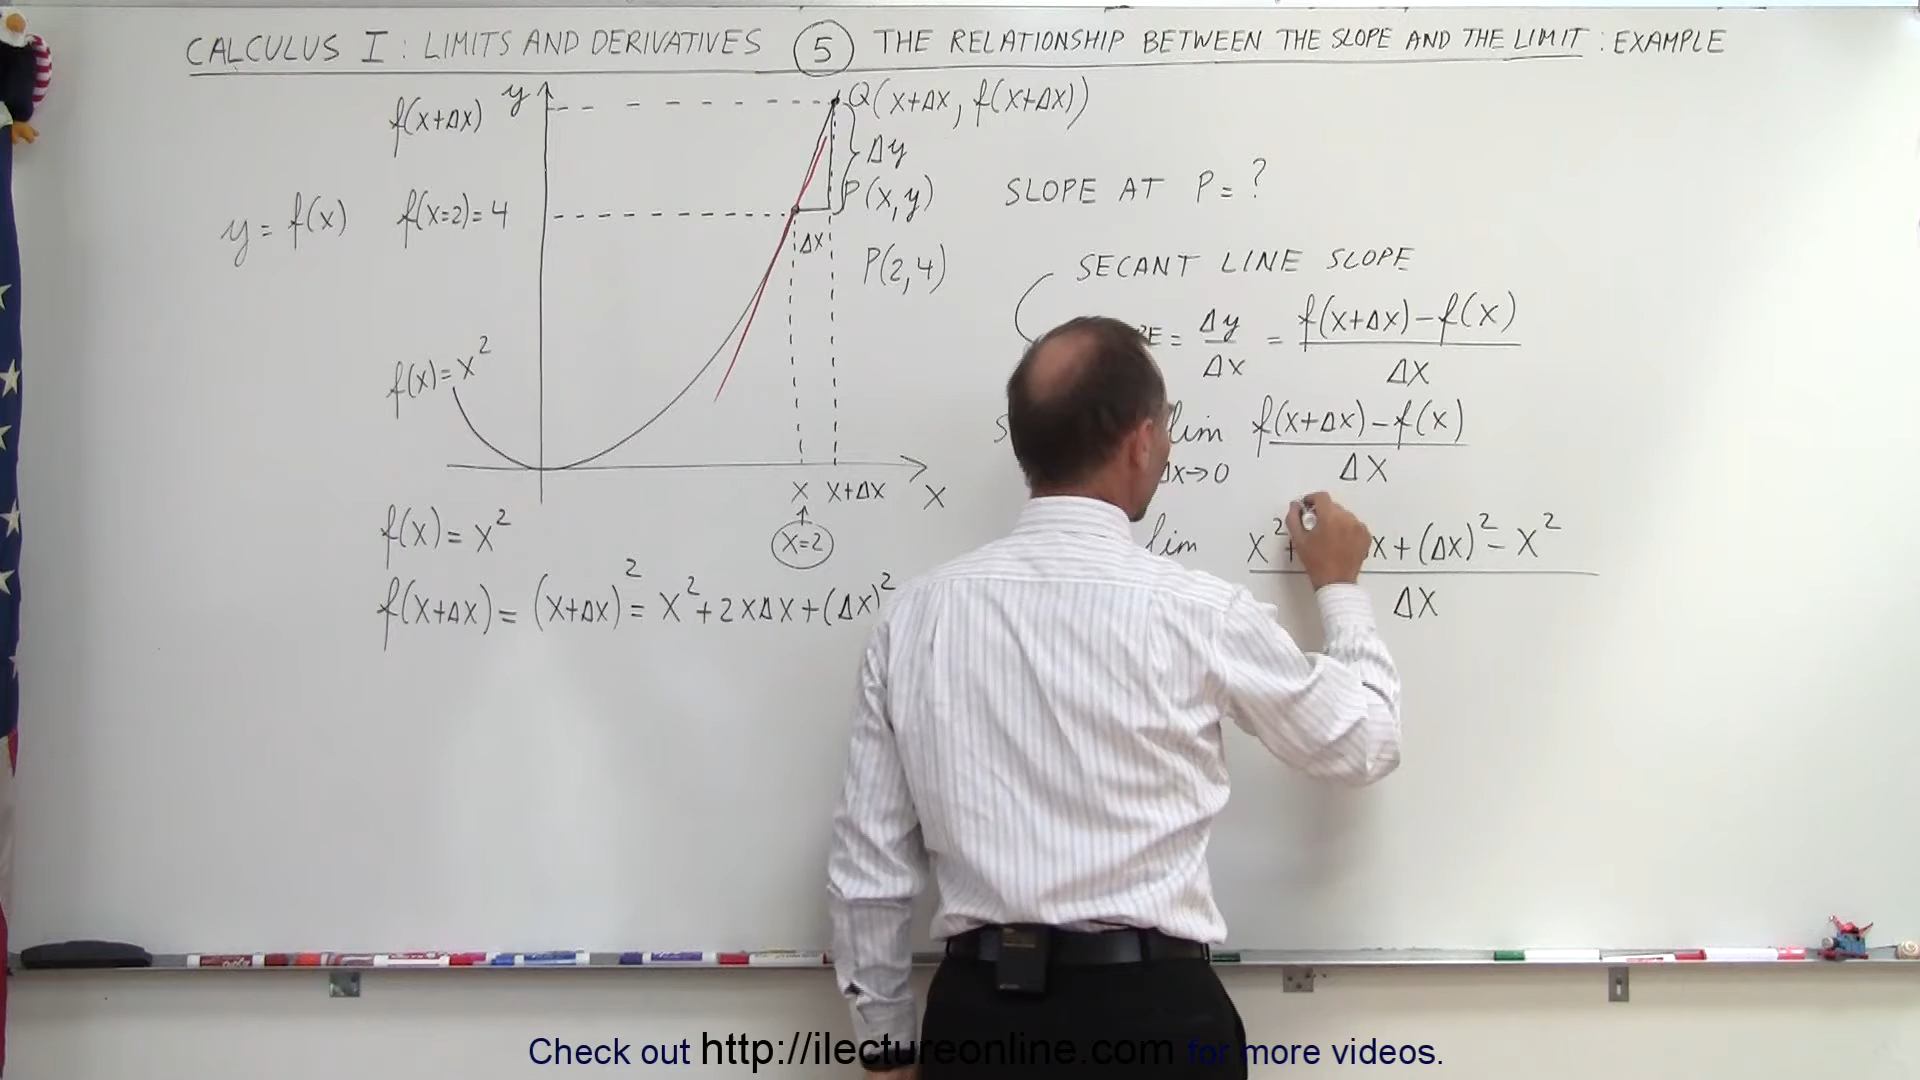 CALCULUS I : LIMITS AND DERIVATIVES 5 THE RELATIONSHIP BETWEEN THE SLOPE AND THE LIMIT : EXAMPLE
f(x+Δx) y Q(x+Δx, f(x+Δx))
Δy
y = f(x) f(x=2)=4 P(x,y)
Δx
P(2,4)
f(x)=x²
x x+Δx x
x=2
f(x)=x²
f(x+Δx)=(x+Δx)²=x²+2xΔx+(Δx)²
SLOPE AT P=?
SECANT LINE SLOPE
= Δy/Δx = f(x+Δx)-f(x)/Δx
lim Δx→0 f(x+Δx)-f(x)/Δx
lim x²+ x+(Δx)²-x²/Δx
Check out http://ilectureonline.com for more videos.